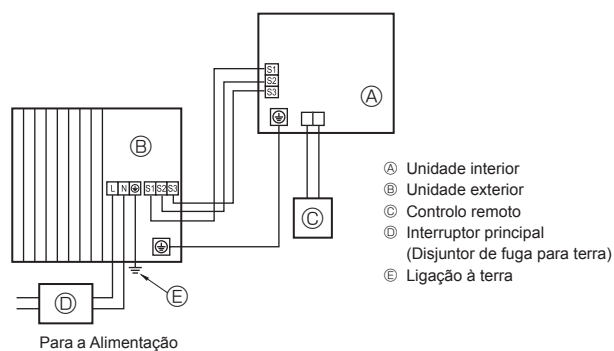 S1
S2
S3
Ⓐ
Ⓑ
L N S1 S2 S3
Ⓒ
Ⓓ
Ⓔ
Para a Alimentação
Ⓐ Unidade interior
Ⓑ Unidade exterior
Ⓒ Controlo remoto
Ⓓ Interruptor principal
(Disjuntor de fuga para terra)
Ⓔ Ligação à terra